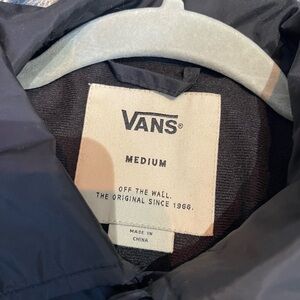 VANS®
MEDIUM
OFF THE WALL.
THE ORIGINAL SINCE 1966.
MADE IN
CHINA